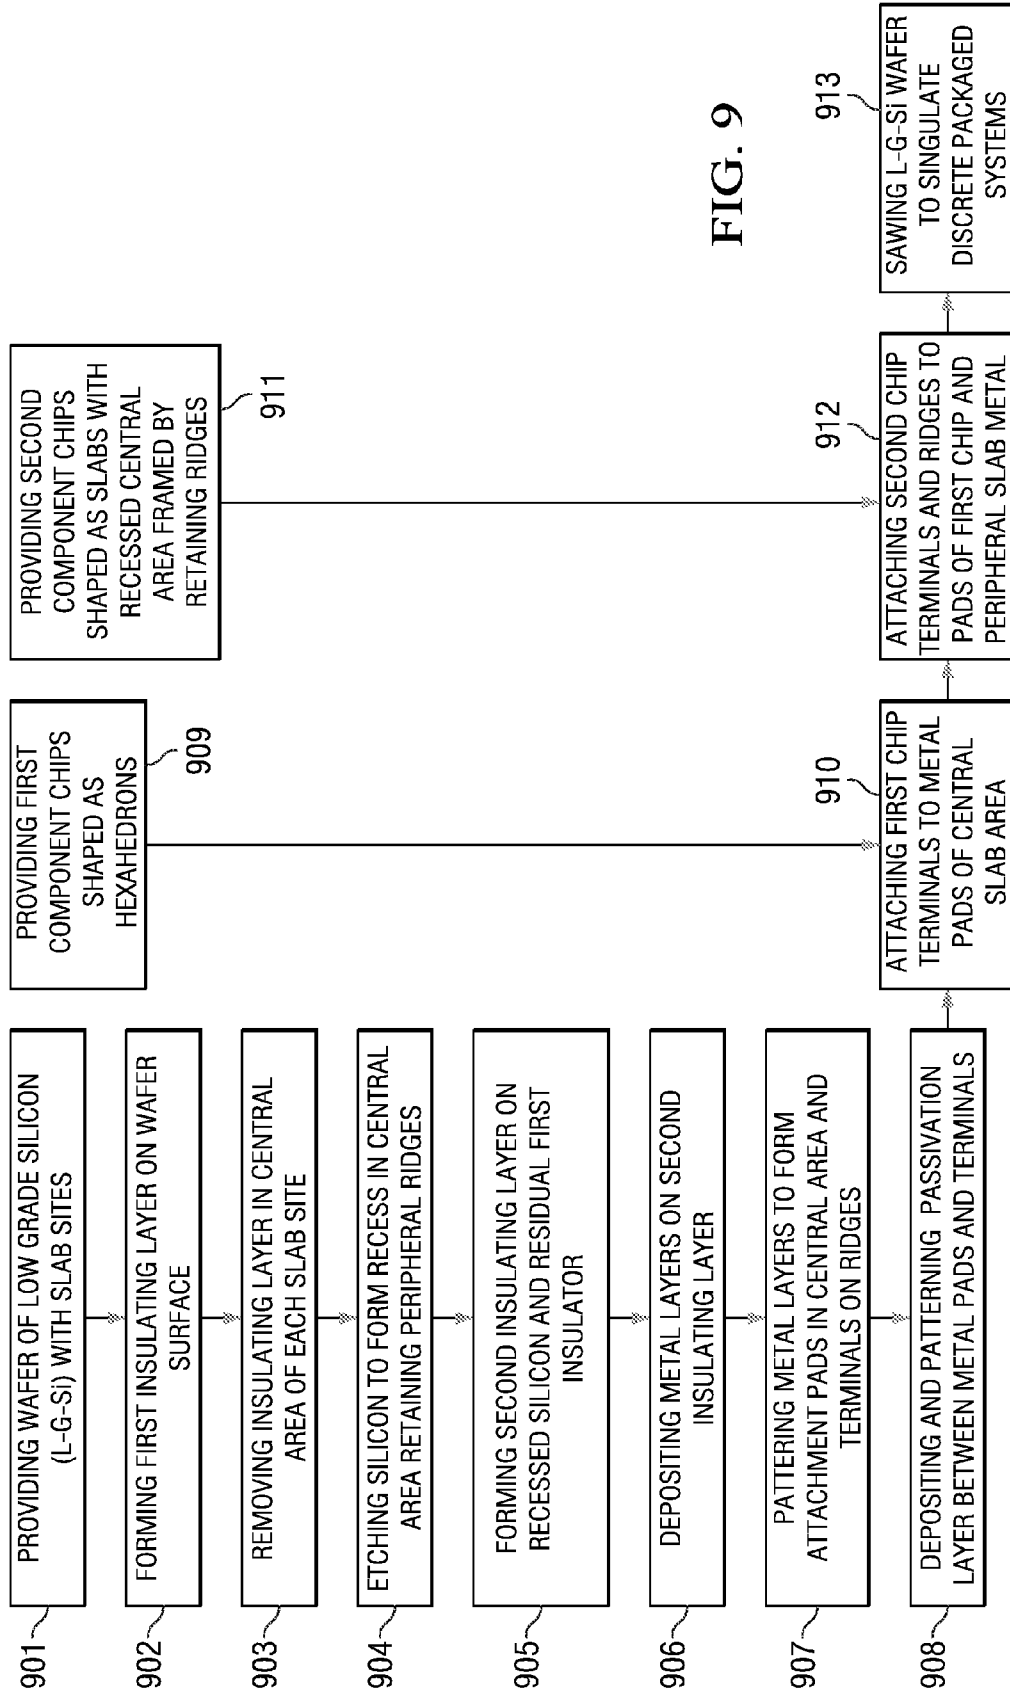 901
PROVIDING WAFER OF LOW GRADE SILICON
(L-G-Si) WITH SLAB SITES
902
FORMING FIRST INSULATING LAYER ON WAFER
SURFACE
903
REMOVING INSULATING LAYER IN CENTRAL
AREA OF EACH SLAB SITE
904
ETCHING SILICON TO FORM RECESS IN CENTRAL
AREA RETAINING PERIPHERAL RIDGES
905
FORMING SECOND INSULATING LAYER ON
RECESSED SILICON AND RESIDUAL FIRST
INSULATOR
906
DEPOSITING METAL LAYERS ON SECOND
INSULATING LAYER
907
PATTERING METAL LAYERS TO FORM
ATTACHMENT PADS IN CENTRAL AREA AND
TERMINALS ON RIDGES
908
DEPOSITING AND PATTERNING PASSIVATION
LAYER BETWEEN METAL PADS AND TERMINALS
PROVIDING FIRST
COMPONENT CHIPS
SHAPED AS
HEXAHEDRONS
909
910
ATTACHING FIRST CHIP
TERMINALS TO METAL
PADS OF CENTRAL
SLAB AREA
PROVIDING SECOND
COMPONENT CHIPS
SHAPED AS SLABS WITH
RECESSED CENTRAL
AREA FRAMED BY
RETAINING RIDGES
911
912
ATTACHING SECOND CHIP
TERMINALS AND RIDGES TO
PADS OF FIRST CHIP AND
PERIPHERAL SLAB METAL
FIG. 9
913
SAWING L-G-Si WAFER
TO SINGULATE
DISCRETE PACKAGED
SYSTEMS